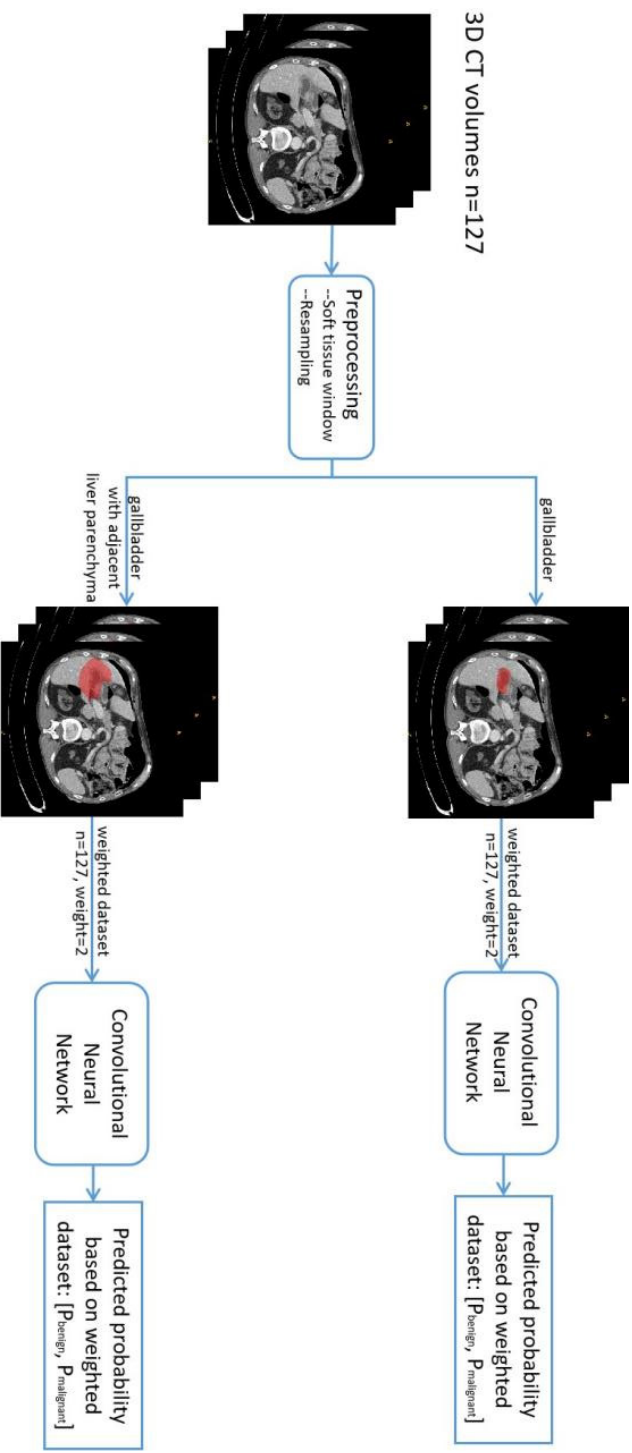 3D CT volumes n=127
Preprocessing
--Soft tissue window
--Resampling
gallbladder
weighted dataset
n=127, weight=2
Convolutional
Neural
Network
Predicted probability
based on weighted
dataset: [Pbenign, Pmalignant]
gallbladder
with adjacent
liver parenchyma
weighted dataset
n=127, weight=2
Convolutional
Neural
Network
Predicted probability
based on weighted
dataset: [Pbenign, Pmalignant]